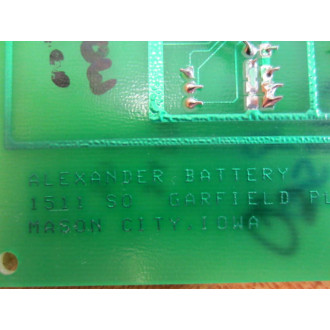 ALEXANDER BATTERY
1511 SO GARFIELD PL
MASON CITY, IOWA